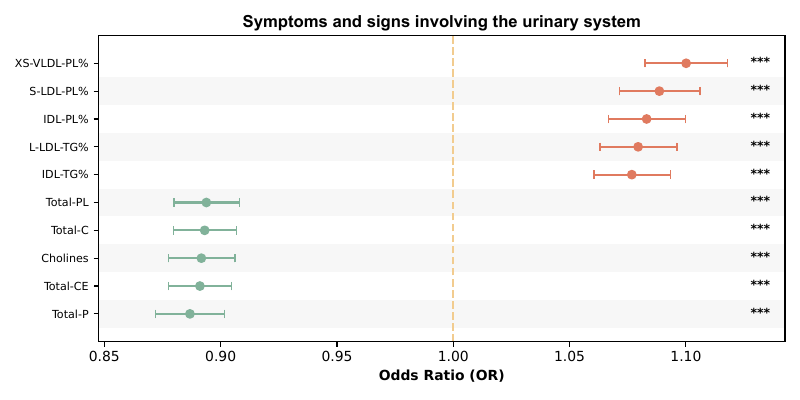 Symptoms and signs involving the urinary system
XS-VLDL-PL% ***
S-LDL-PL% ***
IDL-PL% ***
L-LDL-TG% ***
IDL-TG% ***
Total-PL ***
Total-C ***
Cholines ***
Total-CE ***
Total-P ***
0.85 0.90 0.95 1.00 1.05 1.10
Odds Ratio (OR)